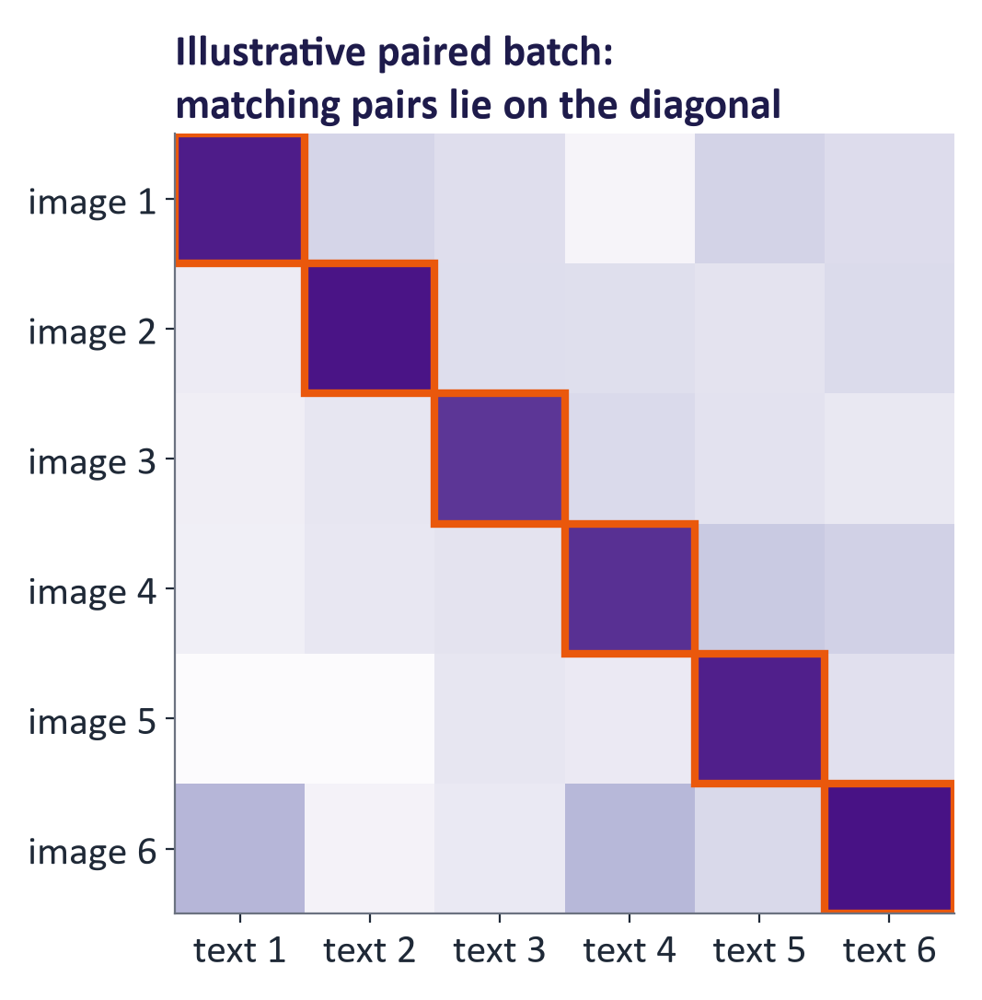 Illustrative paired batch:
matching pairs lie on the diagonal
image 1
image 2
image 3
image 4
image 5
image 6
text 1
text 2
text 3
text 4
text 5
text 6